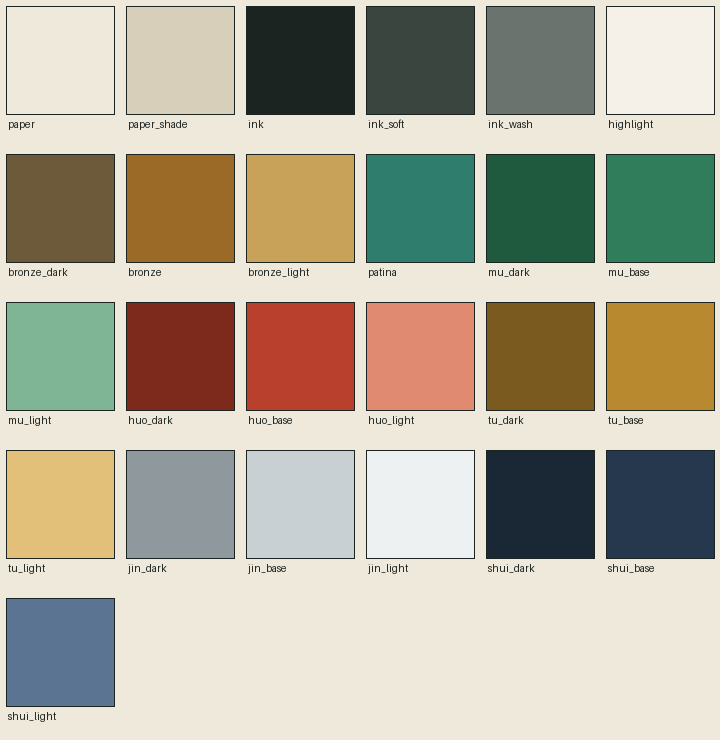 paper
paper_shade
ink
ink_soft
ink_wash
highlight
bronze_dark
bronze
bronze_light
patina
mu_dark
mu_base
mu_light
huo_dark
huo_base
huo_light
tu_dark
tu_base
tu_light
jin_dark
jin_base
jin_light
shui_dark
shui_base
shui_light